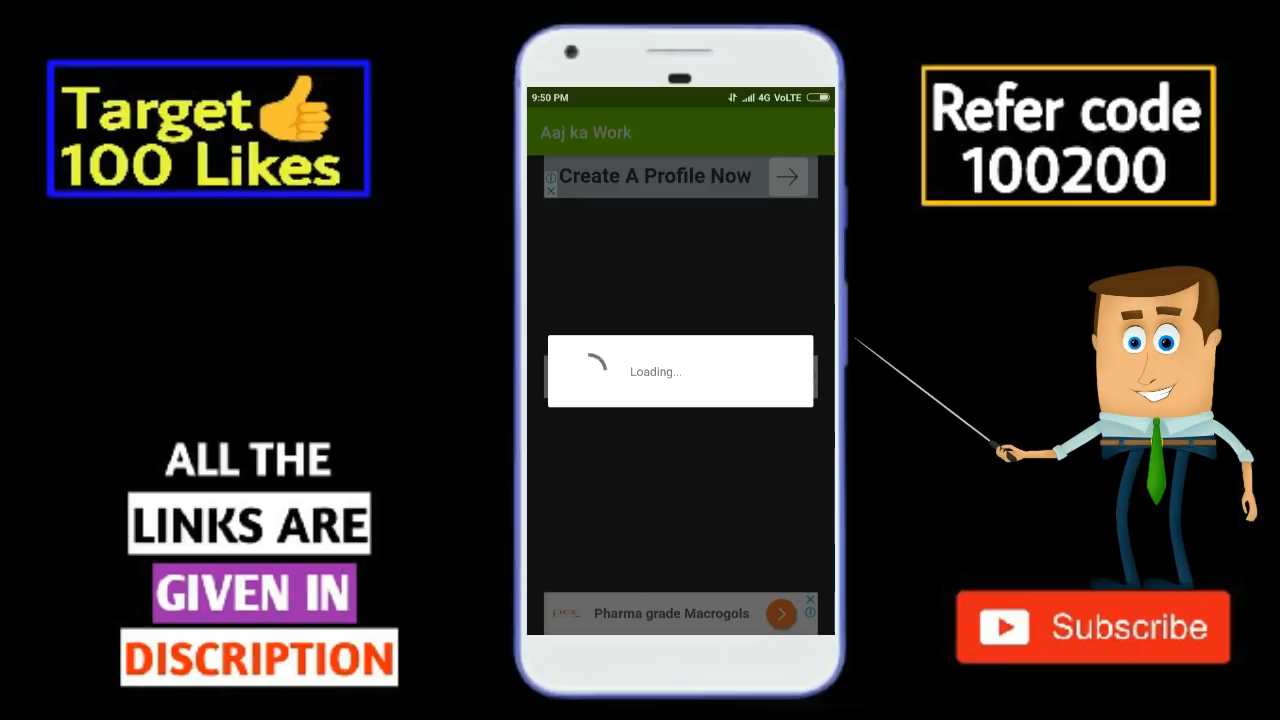 Target👍
100 Likes
ALL THE
LINKS ARE
GIVEN IN
DISCRIPTION
9:50 PM
4G VoLTE
Aaj ka Work
Create A Profile Now
Loading...
Pharma grade Macrogols
Refer code
100200
Subscribe